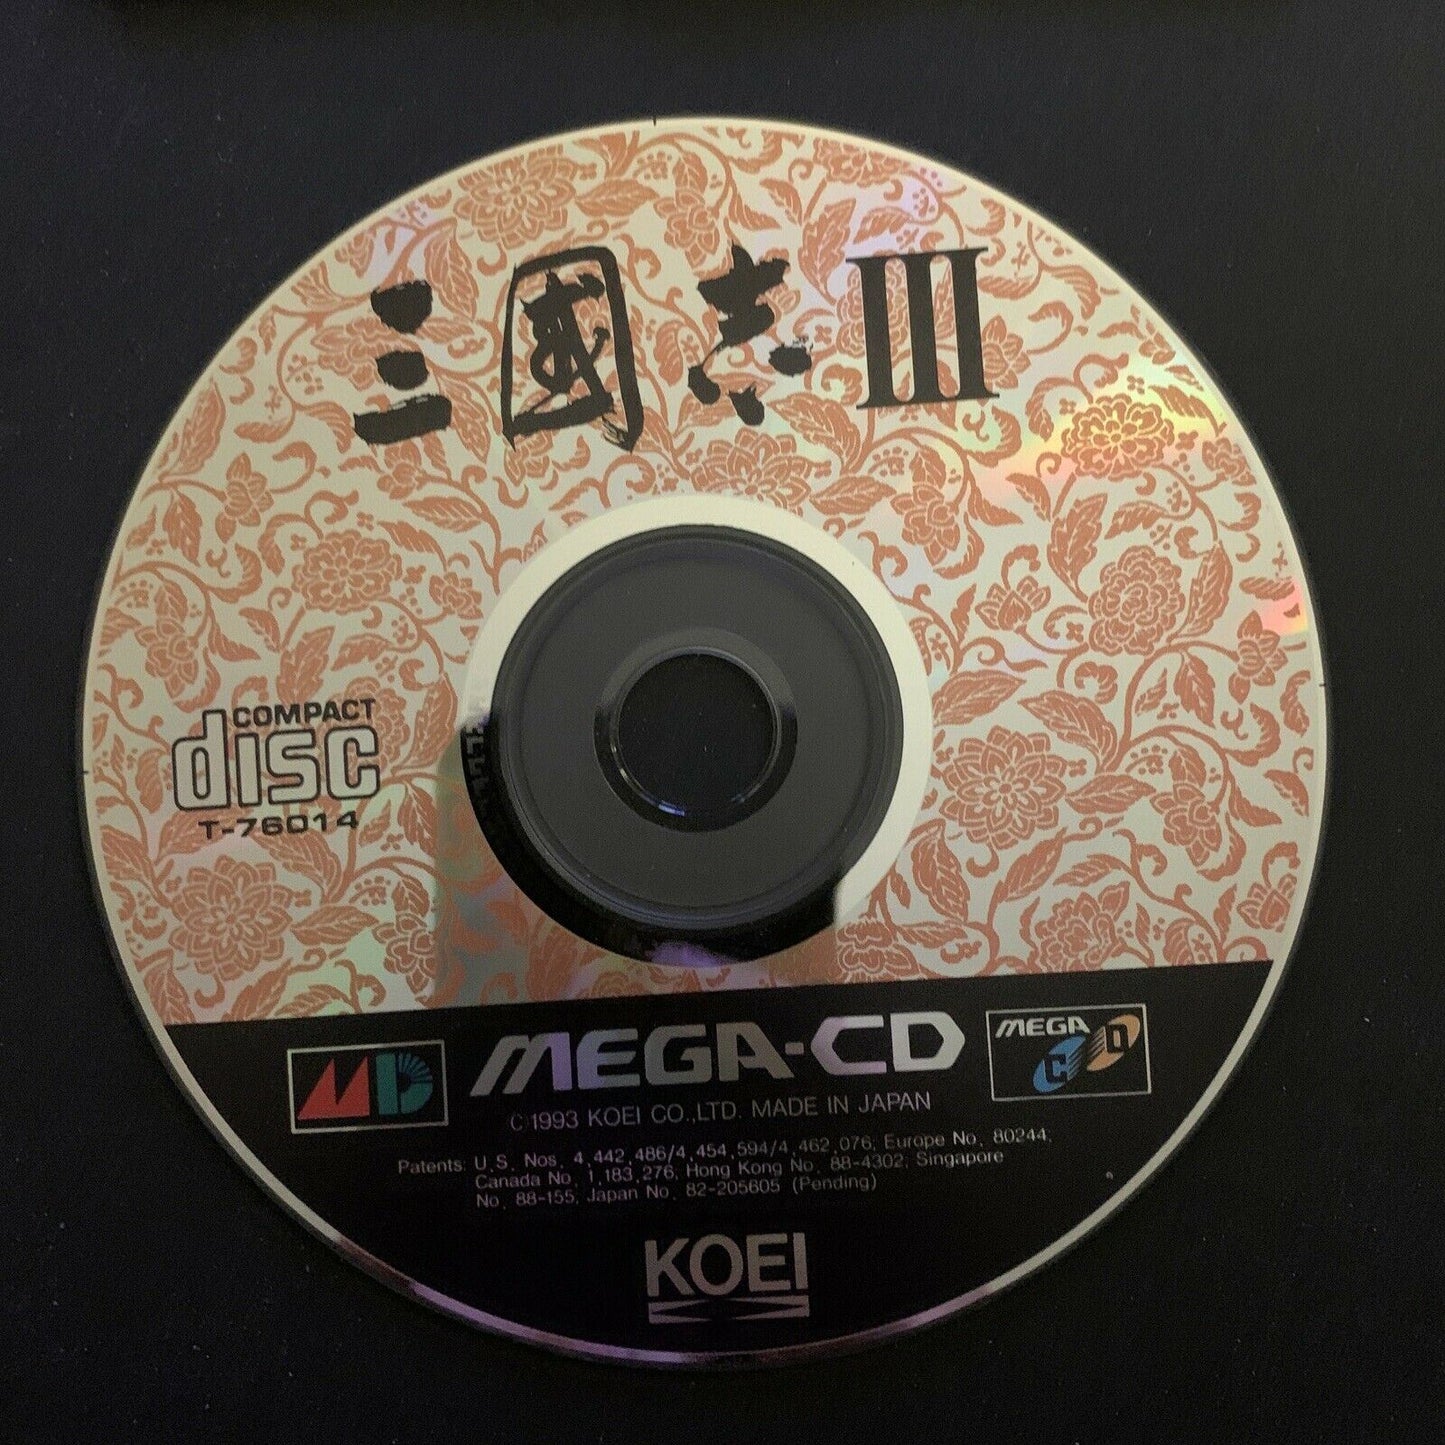 三國志III
COMPACT
disc
T-76014
MD
MEGA-CD
MEGA
CD
©1993 KOEI CO.,LTD. MADE IN JAPAN
Patents: U.S. Nos. 4,442,486/4,454,594/4,462,076; Europe No. 80244;
Canada No. 1,183,276; Hong Kong No. 88-4302; Singapore
No. 88-155; Japan No. 82-205605 (Pending)
KOEI